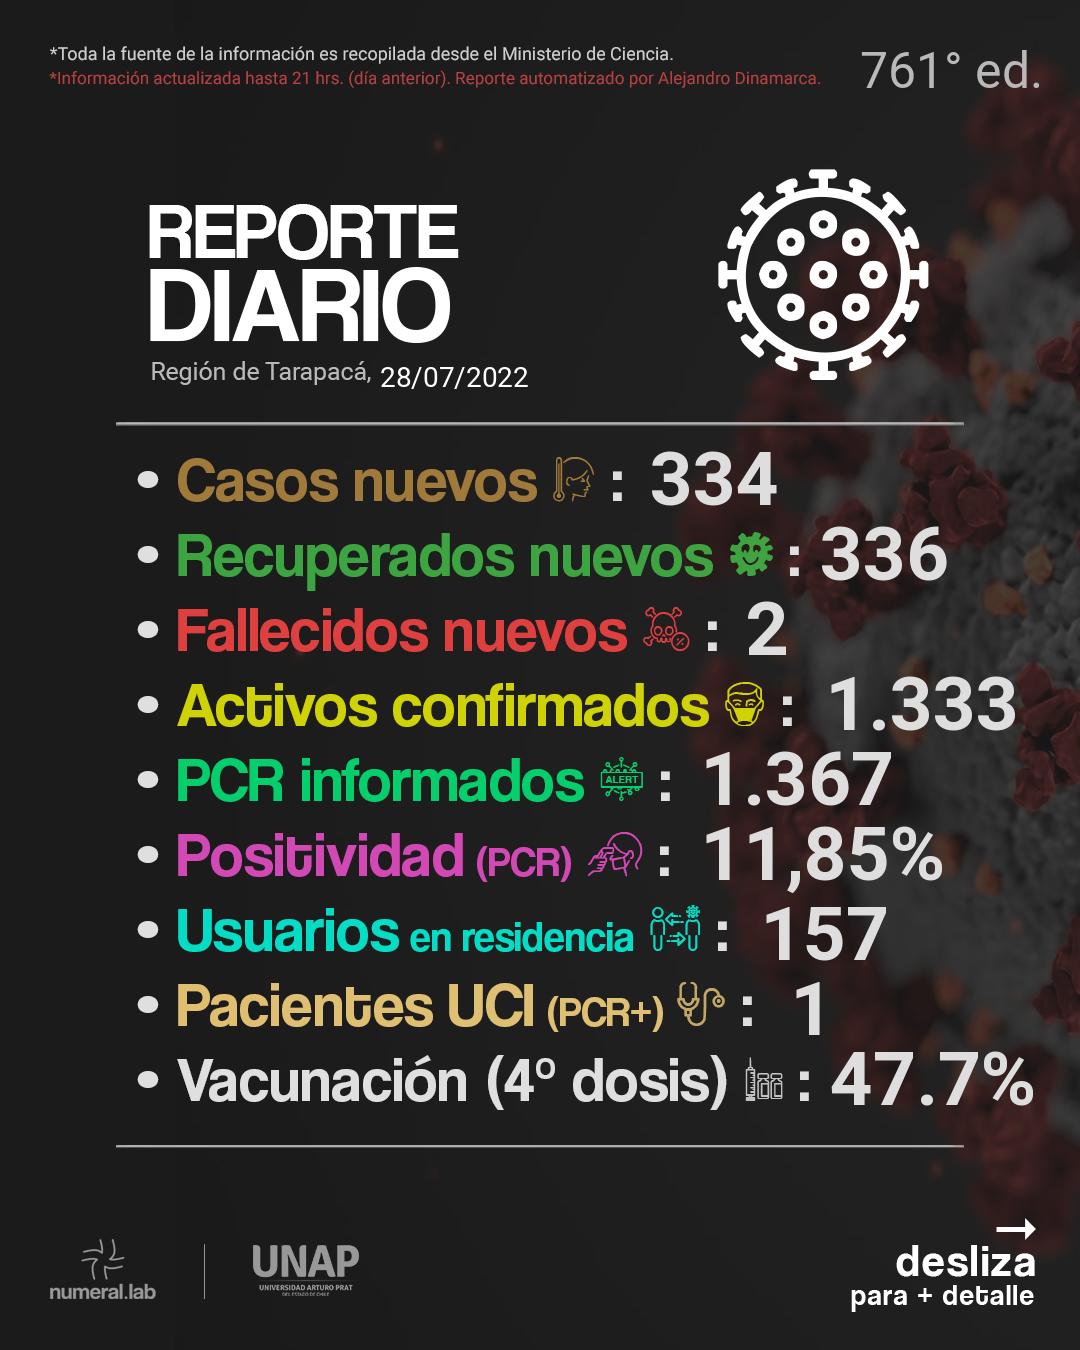 *Toda la fuente de la información es recopilada desde el Ministerio de Ciencia.
*Información actualizada hasta 21 hrs. (día anterior). Reporte automatizado por Alejandro Dinamarca.
761° ed.
REPORTE
DIARIO
Región de Tarapacá, 28/07/2022
• Casos nuevos : 334
• Recuperados nuevos : 336
• Fallecidos nuevos : 2
• Activos confirmados : 1.333
• PCR informados ALERT : 1.367
• Positividad (PCR) : 11,85%
• Usuarios en residencia : 157
• Pacientes UCI (PCR+) : 1
• Vacunación (4º dosis) : 47.7%
numeral.lab
UNAP
UNIVERSIDAD ARTURO PRAT
DEL ESTADO DE CHILE
desliza
para + detalle